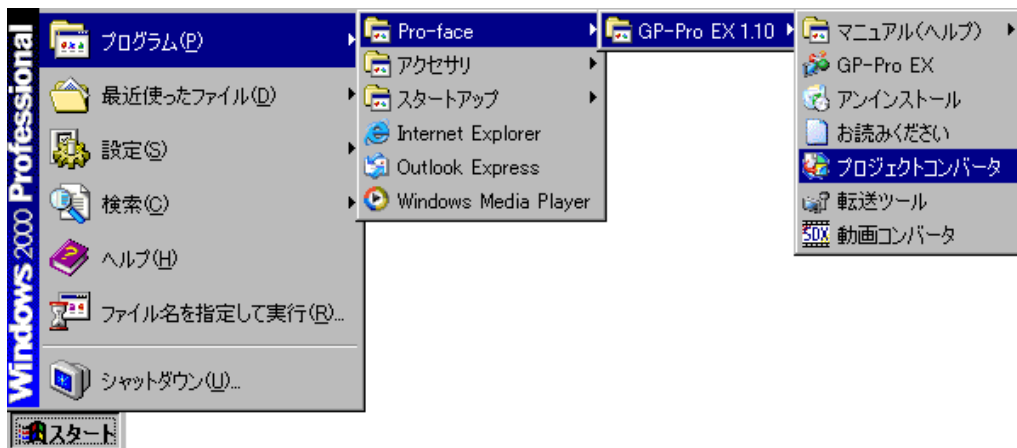 Windows 2000 Professional
プログラム(P)
最近使ったファイル(D)
設定(S)
検索(C)
ヘルプ(H)
ファイル名を指定して実行(R)...
シャットダウン(U)...
スタート
Pro-face
アクセサリ
スタートアップ
Internet Explorer
Outlook Express
Windows Media Player
GP-Pro EX 1.10
マニュアル(ヘルプ)
GP-Pro EX
アンインストール
お読みください
プロジェクトコンバータ
転送ツール
SDX 動画コンバータ